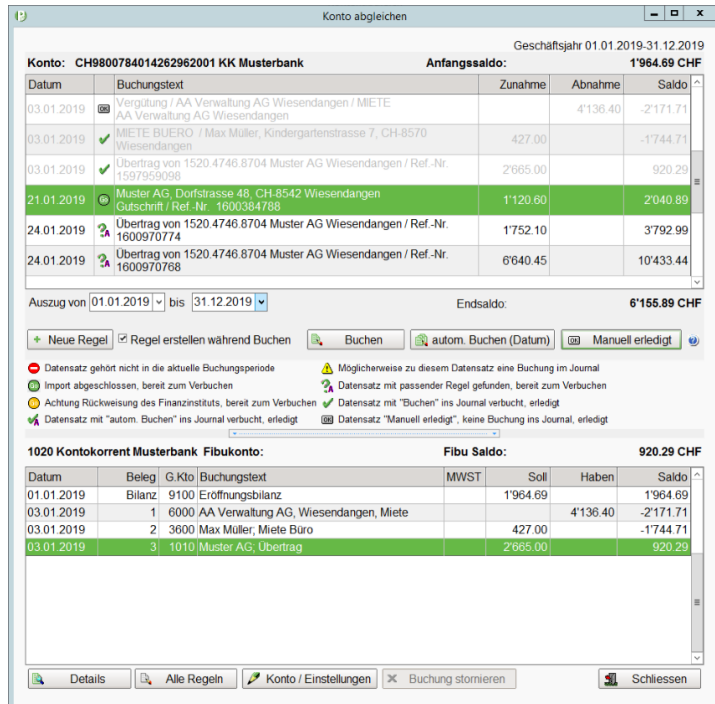 Konto abgleichen
Geschäftsjahr 01.01.2019-31.12.2019
Konto: CH9800784014262962001 KK Musterbank Anfangssaldo: 1'964.69 CHF
Datum Buchungstext Zunahme Abnahme Saldo
03.01.2019 OK Vergütung / AA Verwaltung AG Wiesendangen / MIETE 4'136.40 -2'171.71
AA Verwaltung AG Wiesendangen
03.01.2019 MIETE BUERO / Max Müller, Kindergartenstrasse 7, CH-8570 427.00 -1'744.71
Wiesendangen
03.01.2019 Übertrag von 1520.4746.8704 Muster AG Wiesendangen / Ref.-Nr. 2'665.00 920.29
1597959098
21.01.2019 Muster AG, Dorfstrasse 48, CH-8542 Wiesendangen 1'120.60 2'040.89
Gutschrift / Ref.-Nr. 1600384788
24.01.2019 ?A Übertrag von 1520.4746.8704 Muster AG Wiesendangen / Ref.-Nr. 1'752.10 3'792.99
1600970774
24.01.2019 ?A Übertrag von 1520.4746.8704 Muster AG Wiesendangen / Ref.-Nr. 6'640.45 10'433.44
1600970768
Auszug von 01.01.2019 bis 31.12.2019 Endsaldo: 6'155.89 CHF
+ Neue Regel Regel erstellen während Buchen Buchen autom. Buchen (Datum) OK Manuell erledigt
Datensatz gehört nicht in die aktuelle Buchungsperiode Möglicherweise zu diesem Datensatz eine Buchung im Journal
Import abgeschlossen, bereit zum Verbuchen ?A Datensatz mit passender Regel gefunden, bereit zum Verbuchen
Achtung Rückweisung des Finanzinstituts, bereit zum Verbuchen Datensatz mit "Buchen" ins Journal verbucht, erledigt
A Datensatz mit "autom. Buchen" ins Journal verbucht, erledigt OK Datensatz "Manuell erledigt", keine Buchung ins Journal, erledigt
1020 Kontokorrent Musterbank Fibukonto: Fibu Saldo: 920.29 CHF
Datum Beleg G.Kto Buchungstext MWST Soll Haben Saldo
01.01.2019 Bilanz 9100 Eröffnungsbilanz 1'964.69 1'964.69
03.01.2019 1 6000 AA Verwaltung AG, Wiesendangen, Miete 4'136.40 -2'171.71
03.01.2019 2 3600 Max Müller; Miete Büro 427.00 -1'744.71
03.01.2019 3 1010 Muster AG; Übertrag 2'665.00 920.29
Details Alle Regeln Konto / Einstellungen Buchung stornieren Schliessen